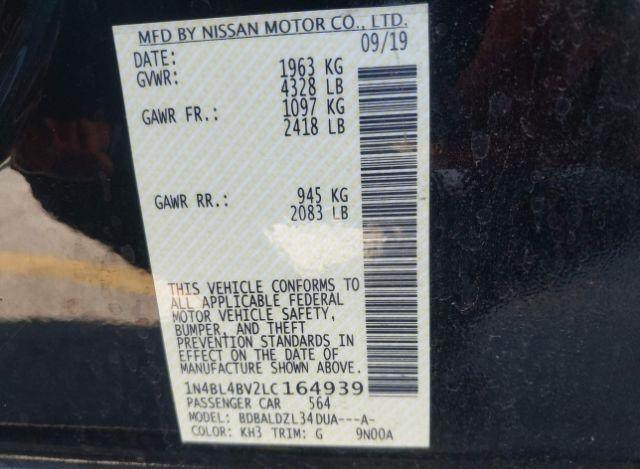 MFD BY NISSAN MOTOR CO., LTD.
DATE: 09/19
GVWR: 1963 KG
4328 LB
GAWR FR.: 1097 KG
2418 LB
GAWR RR.: 945 KG
2083 LB
THIS VEHICLE CONFORMS TO
ALL APPLICABLE FEDERAL
MOTOR VEHICLE SAFETY,
BUMPER, AND THEFT
PREVENTION STANDARDS IN
EFFECT ON THE DATE OF
MANUFACTURE SHOWN ABOVE.
1N4BL4BV2LC164939
PASSENGER CAR 564
MODEL: BDBALDZL34DUA---A-
COLOR: KH3 TRIM: G 9N00A